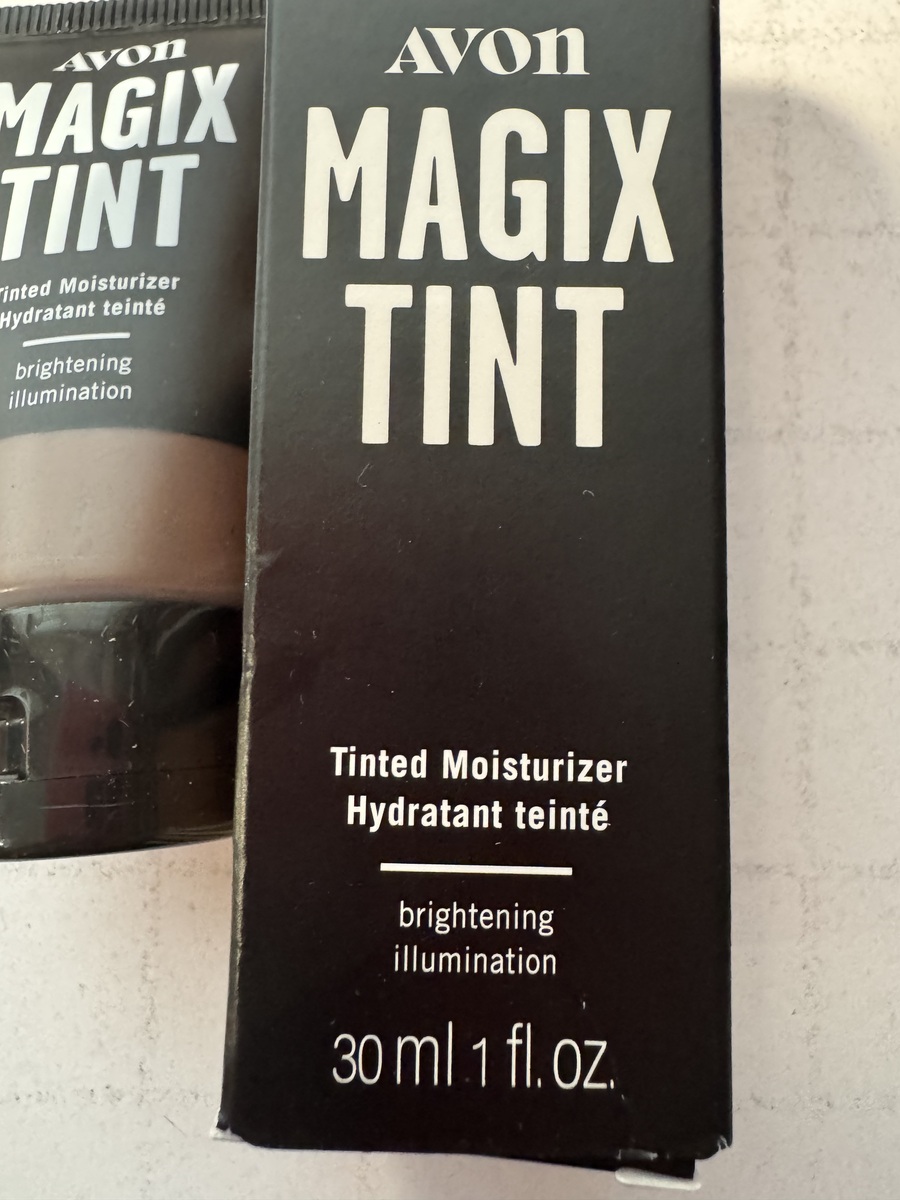 AVON
MAGIX
TINT
Tinted Moisturizer
Hydratant teinté
brightening
illumination
AVON
MAGIX
TINT
Tinted Moisturizer
Hydratant teinté
brightening
illumination
30 ml 1 fl. oz.